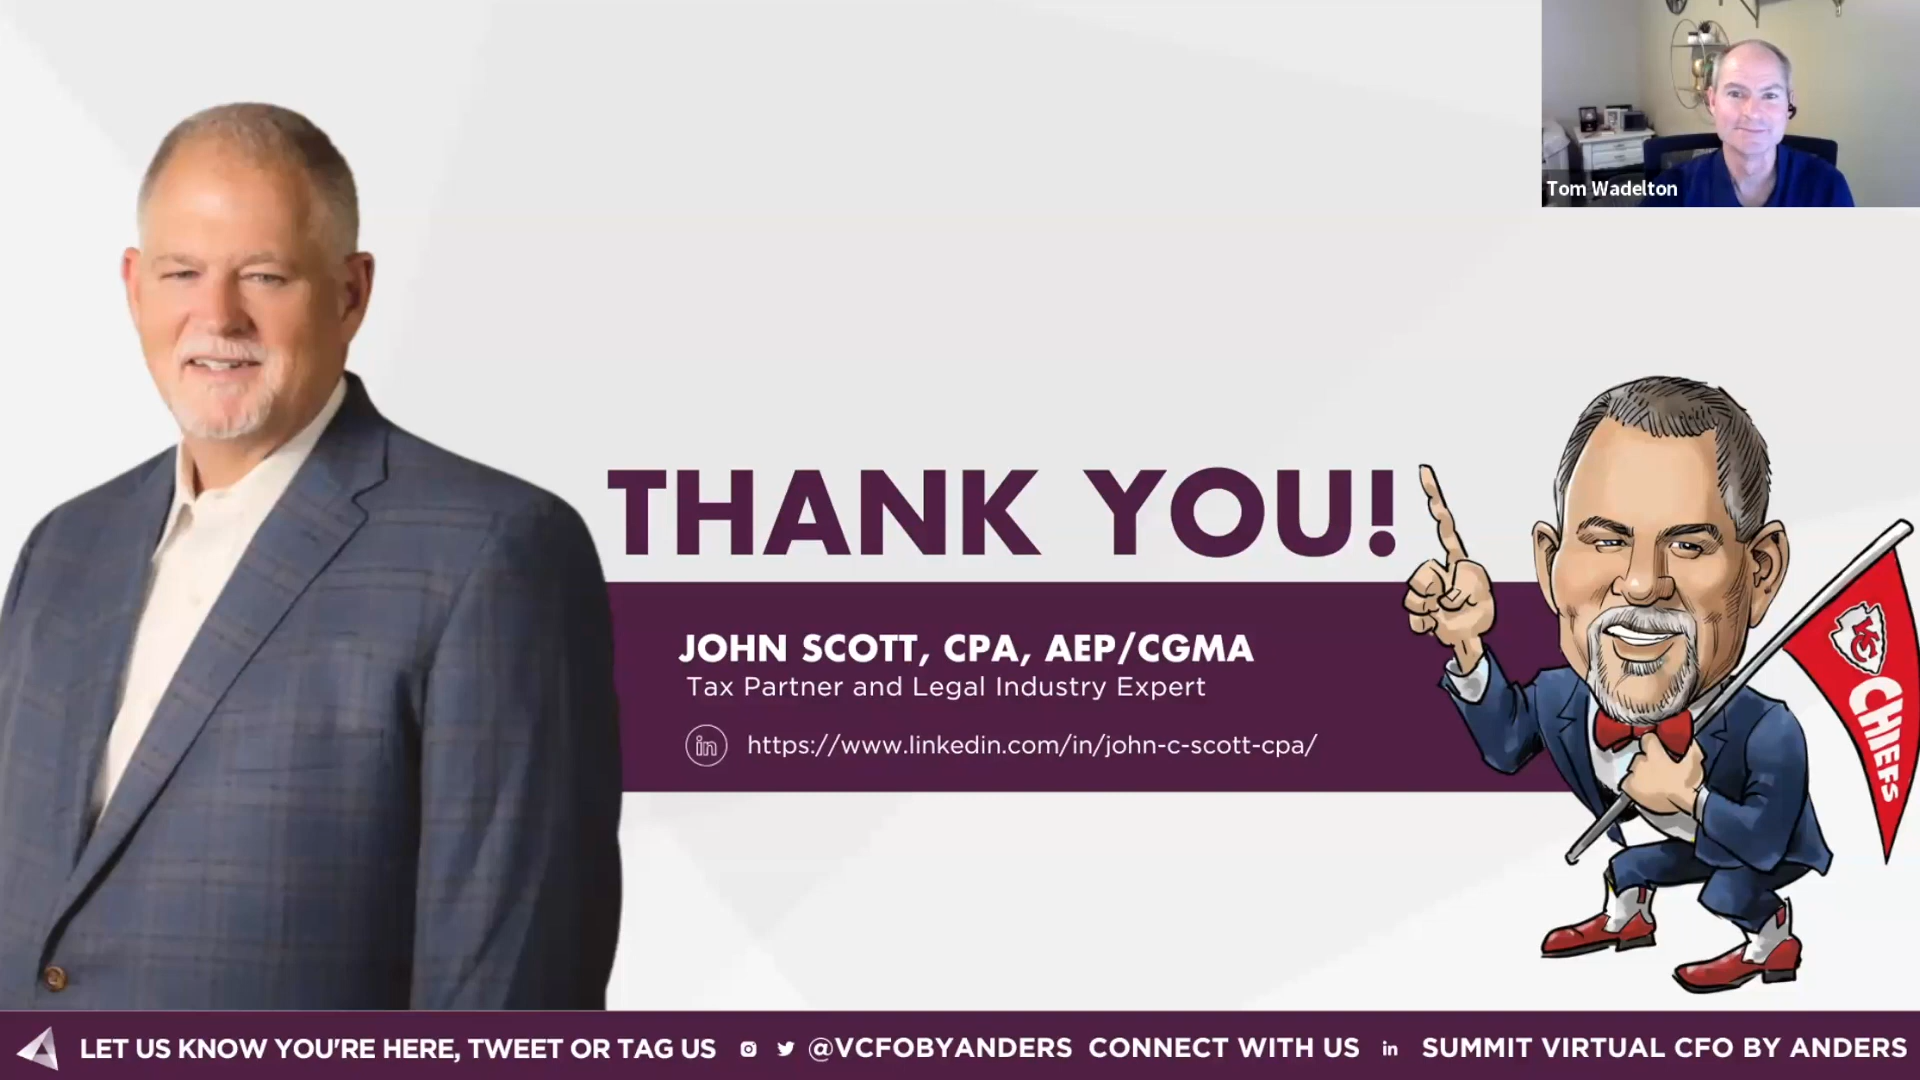 Tom Wadelton
THANK YOU!
JOHN SCOTT, CPA, AEP/CGMA
Tax Partner and Legal Industry Expert
in https://www.linkedin.com/in/john-c-scott-cpa/
KC
CHIEFS
LET US KNOW YOU'RE HERE, TWEET OR TAG US @VCFOBYANDERS CONNECT WITH US in SUMMIT VIRTUAL CFO BY ANDERS